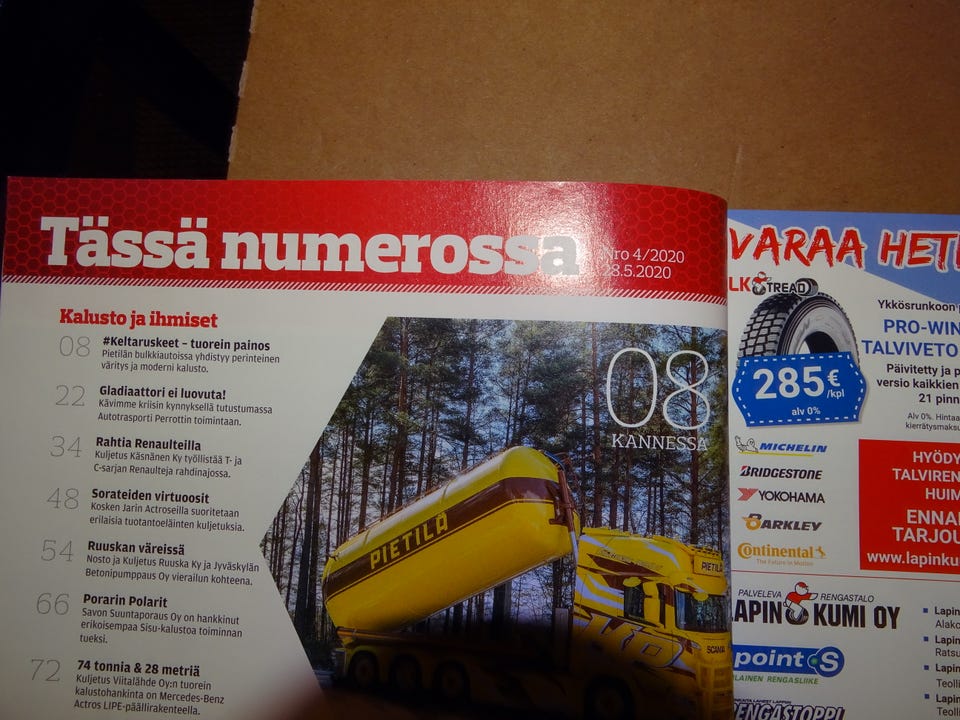 Tässä numerossa
Nro 4/2020
28.5.2020
Kalusto ja ihmiset
08 #Keltaruskeet – tuorein painos
Pietilän bulkkiautoissa yhdistyy perinteinen
väritys ja moderni kalusto.
22 Gladiaattori ei luovuta!
Kävimme kriisin kynnyksellä tutustumassa
Autotrasporti Perrottin toimintaan.
34 Rahtia Renaulteilla
Kuljetus Käsnänen Ky työllistää T- ja
C-sarjan Renaulteja rahdinajossa.
48 Sorateiden virtuoosit
Kosken Jarin Actroseilla suoritetaan
erilaisia tuotantoeläinten kuljetuksia.
54 Ruuskan väreissä
Nosto ja Kuljetus Ruuska Ky ja Jyväskylän
Betonipumppaus Oy vierailun kohteena.
66 Porarin Polarit
Savon Suuntaporaus Oy on hankkinut
erikoisempaa Sisu-kalustoa toiminnan
tueksi.
72 74 tonnia & 28 metriä
Kuljetus Viitalähde Oy:n tuorein
kalustohankinta on Mercedes-Benz
Actros LIPE-päällirakenteella.
08
KANNESSA
PIETILÄ
PIETILÄ
SCANIA
VARAA HET
LK TREAD
Ykkösrunkoon
PRO-WIN
TALVIVETO
Päivitetty ja p
versio kaikkien
21 pinn
Alv 0%. Hintaa
kierrätysmaksu
285 €
/kpl
alv 0%
MICHELIN
BRIDGESTONE
YOKOHAMA
BARKLEY
Continental
The Future in Motion
HYÖDY
TALVIREN
HUIM
ENNA
TARJOU
www.lapinku
PALVELEVA RENGASTALO
LAPIN KUMI OY
point S
LAINEN RENGASLIIKE
RENGASTOPPI
Lapin
Alako
Lapin
Ratsu
Lapin
Teolli
Lapin
Teolli